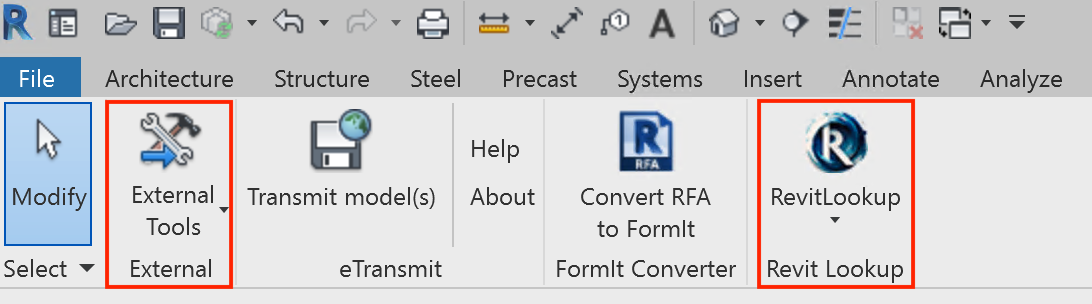 File Architecture Structure Steel Precast Systems Insert Annotate Analyze
Modify
Select
External
Tools
External
Transmit model(s)
Help
About
eTransmit
RFA
Convert RFA
to FormIt
FormIt Converter
RevitLookup
Revit Lookup